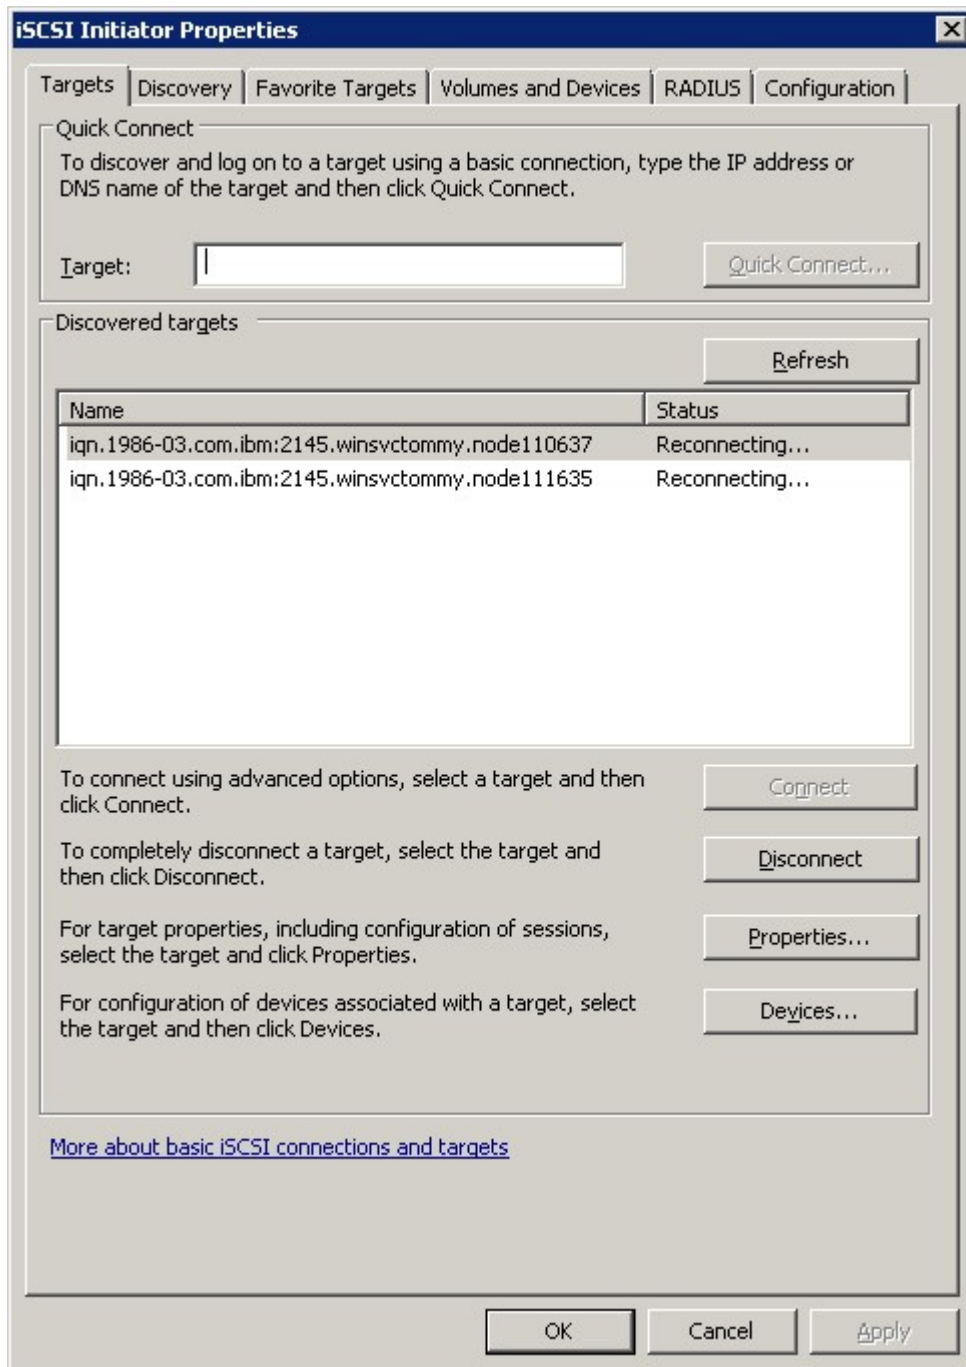 iSCSI Initiator Properties
Targets Discovery Favorite Targets Volumes and Devices RADIUS Configuration
Quick Connect
To discover and log on to a target using a basic connection, type the IP address or
DNS name of the target and then click Quick Connect.
Target: Quick Connect...
Discovered targets
Refresh
Name Status
iqn.1986-03.com.ibm:2145.winsvctommy.node110637 Reconnecting...
iqn.1986-03.com.ibm:2145.winsvctommy.node111635 Reconnecting...
To connect using advanced options, select a target and then
click Connect.
Connect
To completely disconnect a target, select the target and
then click Disconnect.
Disconnect
For target properties, including configuration of sessions,
select the target and click Properties.
Properties...
For configuration of devices associated with a target, select
the target and then click Devices.
Devices...
More about basic iSCSI connections and targets
OK Cancel Apply